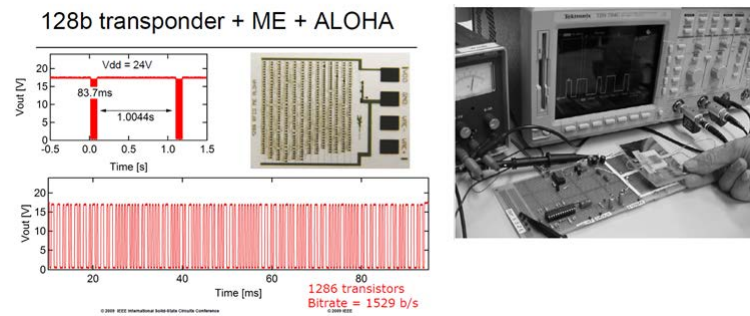 128b transponder + ME + ALOHA
Vdd = 24V
83.7ms
1.0044s
Vout [V]
20
15
10
5
0
-0.5 0.0 0.5 1.0 1.5
Time [s]
Tektronix
Vout [V]
20
15
10
5
0
20 40 60 80
Time [ms]
1286 transistors
Bitrate = 1529 b/s
© 2009 IEEE International Solid-State Circuits Conference
© 2009 IEEE